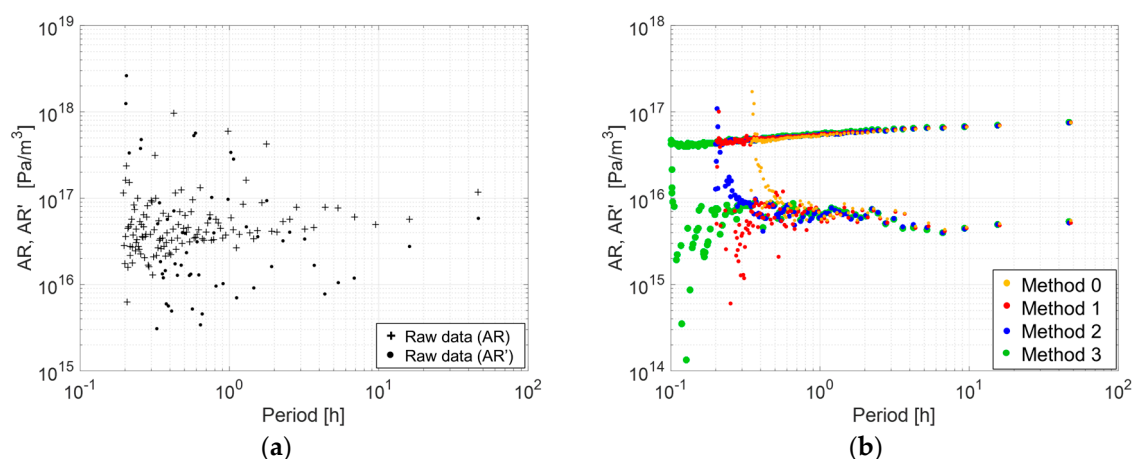 10^19
10^18
10^17
10^16
10^15
AR, AR' [Pa/m^3]
+ Raw data (AR)
• Raw data (AR')
10^-1
10^0
10^1
10^2
Period [h]
(a)
10^18
10^17
10^16
10^15
10^14
AR, AR' [Pa/m^3]
Method 0
Method 1
Method 2
Method 3
10^-1
10^0
10^1
10^2
Period [h]
(b)